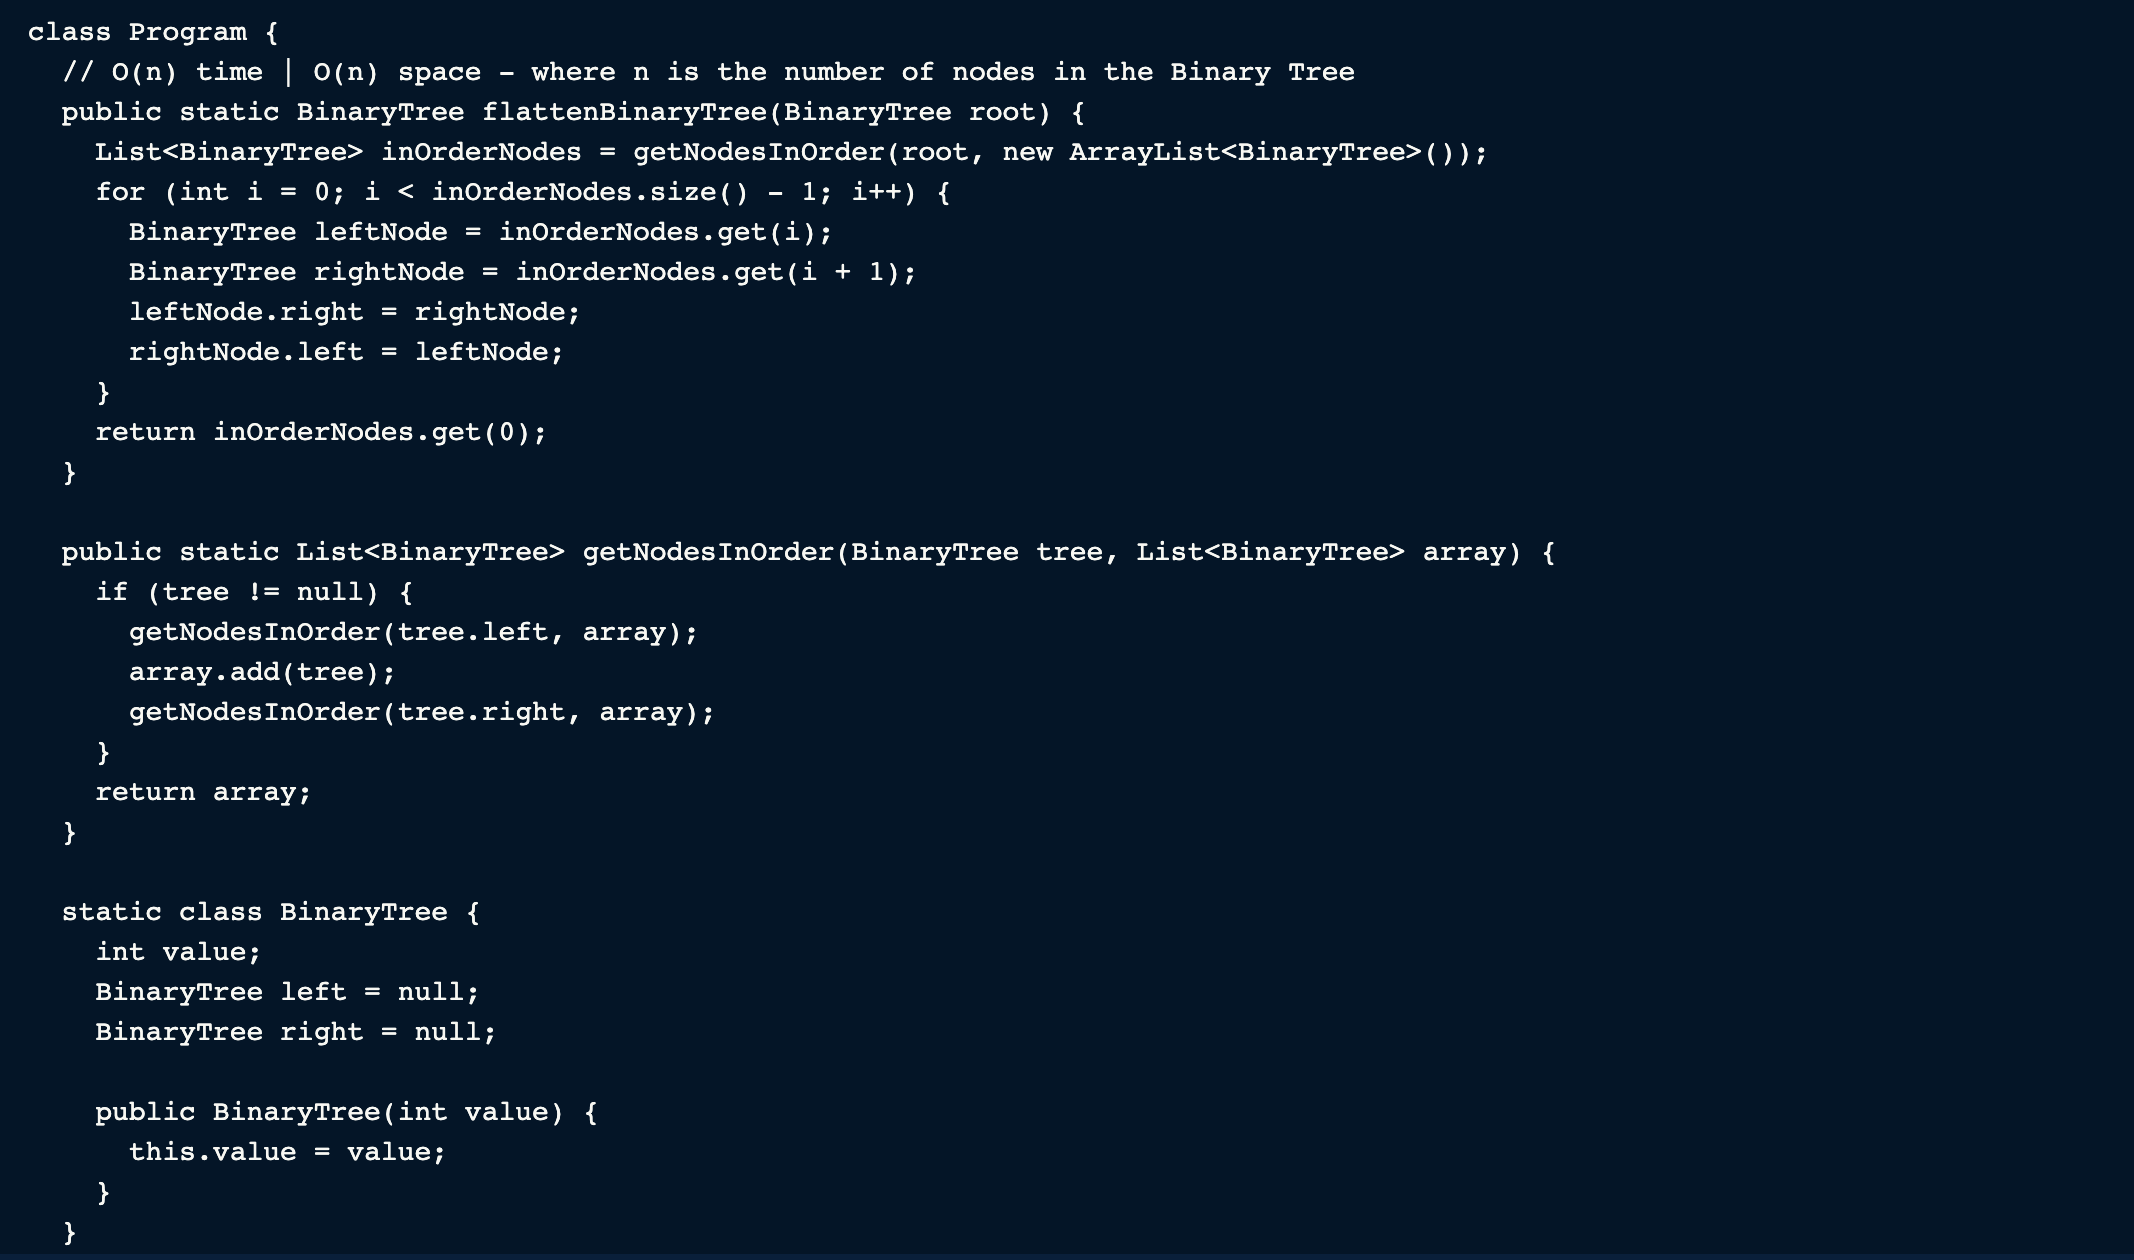 class Program {
  // O(n) time | O(n) space – where n is the number of nodes in the Binary Tree
  public static BinaryTree flattenBinaryTree(BinaryTree root) {
    List<BinaryTree> inOrderNodes = getNodesInOrder(root, new ArrayList<BinaryTree>());
    for (int i = 0; i < inOrderNodes.size() – 1; i++) {
      BinaryTree leftNode = inOrderNodes.get(i);
      BinaryTree rightNode = inOrderNodes.get(i + 1);
      leftNode.right = rightNode;
      rightNode.left = leftNode;
    }
    return inOrderNodes.get(0);
  }

  public static List<BinaryTree> getNodesInOrder(BinaryTree tree, List<BinaryTree> array) {
    if (tree != null) {
      getNodesInOrder(tree.left, array);
      array.add(tree);
      getNodesInOrder(tree.right, array);
    }
    return array;
  }

  static class BinaryTree {
    int value;
    BinaryTree left = null;
    BinaryTree right = null;

    public BinaryTree(int value) {
      this.value = value;
    }
  }